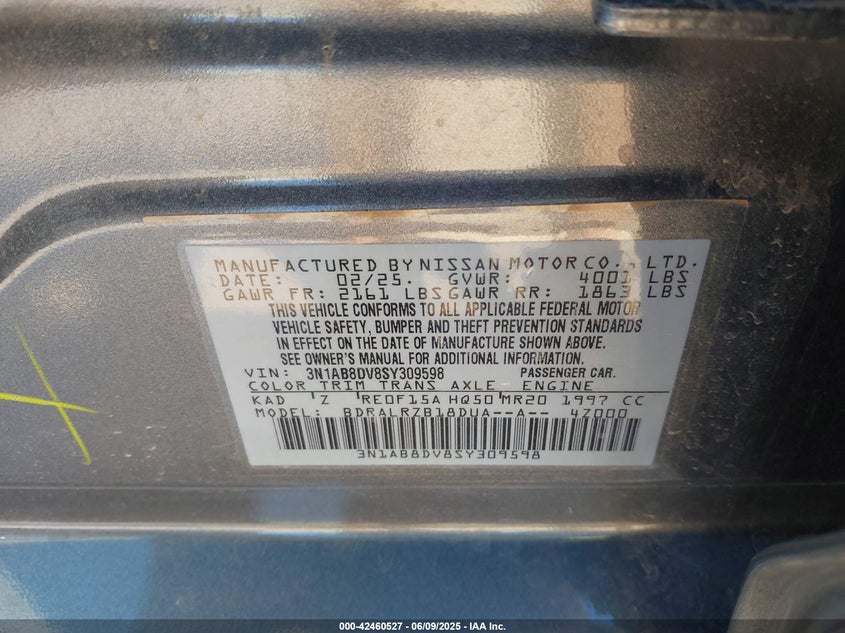 MANUFACTURED BY NISSAN MOTOR CO., LTD.
DATE: 02/25. GVWR: 4001 LBS
GAWR FR: 2161 LBS GAWR RR: 1863 LBS
THIS VEHICLE CONFORMS TO ALL APPLICABLE FEDERAL MOTOR
VEHICLE SAFETY, BUMPER AND THEFT PREVENTION STANDARDS
IN EFFECT ON THE DATE OF MANUFACTURE SHOWN ABOVE.
SEE OWNER'S MANUAL FOR ADDITIONAL INFORMATION.
VIN: 3N1AB8DV8SY309598 PASSENGER CAR.
COLOR TRIM TRANS AXLE ENGINE
KAD Z RE0F15A HQ50 MR20 1997 CC
MODEL: BDRALRZB18DUA--A-- 4Z000
3N1AB8DV8SY309598
000-42460527 - 06/09/2025 - IAA Inc.